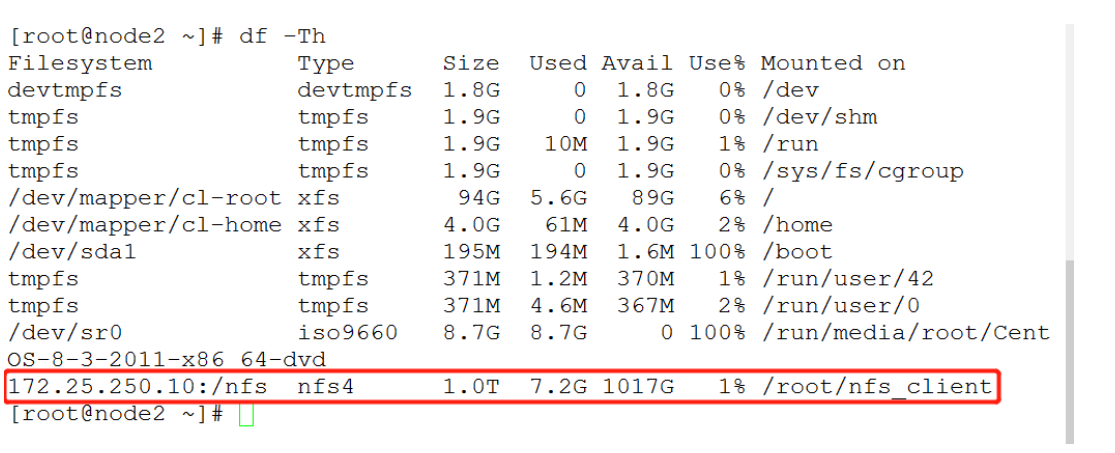 [root@node2 ~]# df -Th
Filesystem Type Size Used Avail Use% Mounted on
devtmpfs devtmpfs 1.8G 0 1.8G 0% /dev
tmpfs tmpfs 1.9G 0 1.9G 0% /dev/shm
tmpfs tmpfs 1.9G 10M 1.9G 1% /run
tmpfs tmpfs 1.9G 0 1.9G 0% /sys/fs/cgroup
/dev/mapper/cl-root xfs 94G 5.6G 89G 6% /
/dev/mapper/cl-home xfs 4.0G 61M 4.0G 2% /home
/dev/sda1 xfs 195M 194M 1.6M 100% /boot
tmpfs tmpfs 371M 1.2M 370M 1% /run/user/42
tmpfs tmpfs 371M 4.6M 367M 2% /run/user/0
/dev/sr0 iso9660 8.7G 8.7G 0 100% /run/media/root/Cent
OS-8-3-2011-x86_64-dvd
172.25.250.10:/nfs nfs4 1.0T 7.2G 1017G 1% /root/nfs_client
[root@node2 ~]#